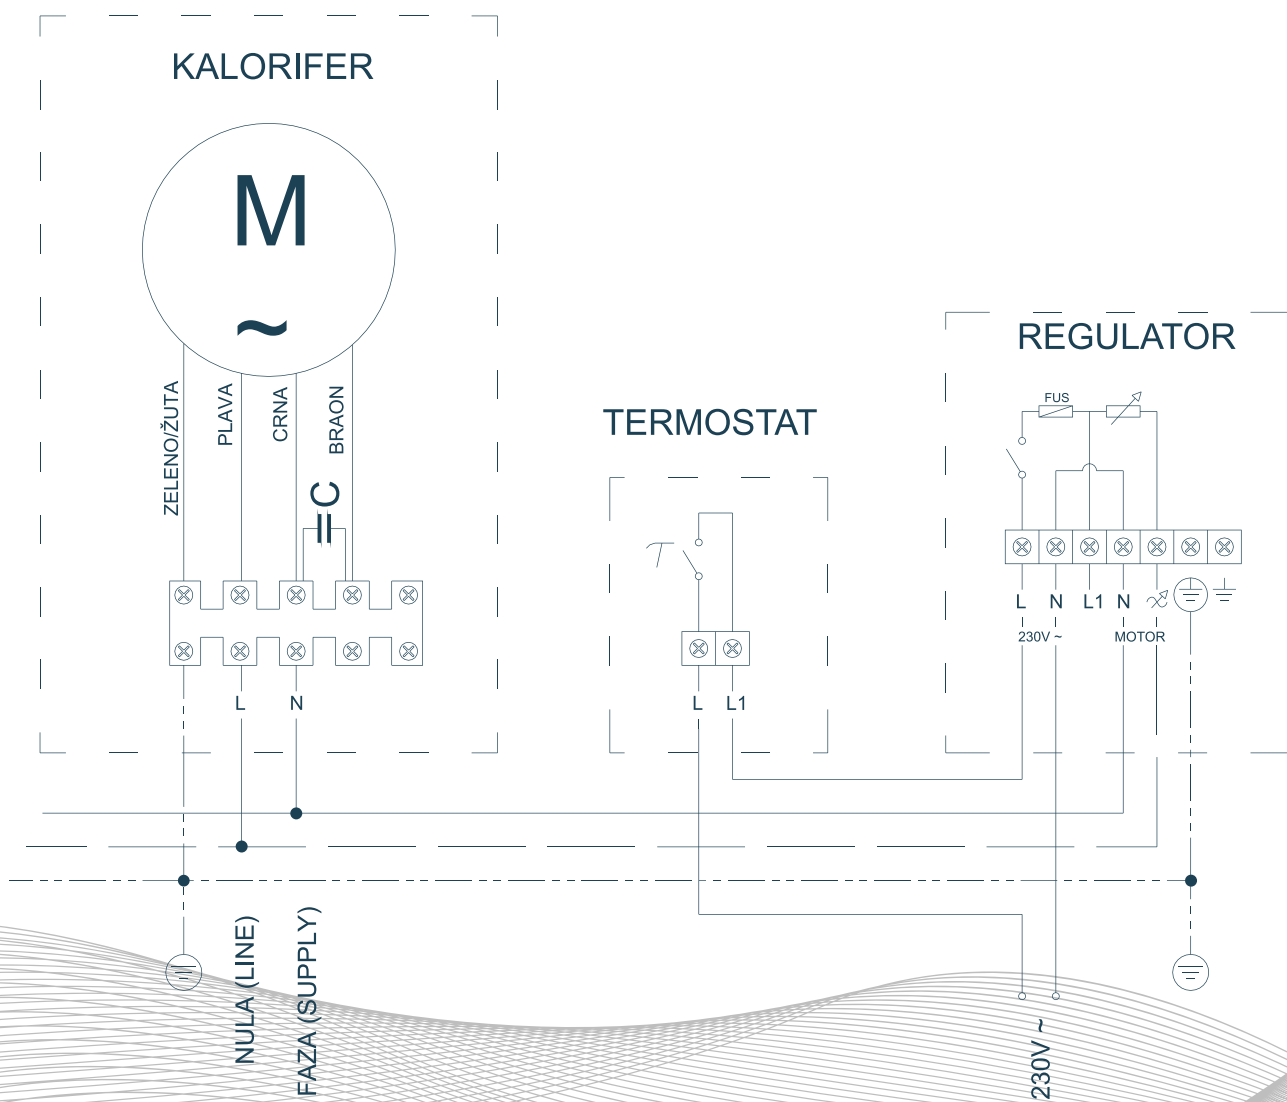 KALORIFER
M
~
ZELENO/ŽUTA
PLAVA
CRNA
BRAON
C
L
N
TERMOSTAT
L
L1
REGULATOR
FUS
L N L1 N
230V ~
MOTOR
NULA (LINE)
FAZA (SUPPLY)
230V ~